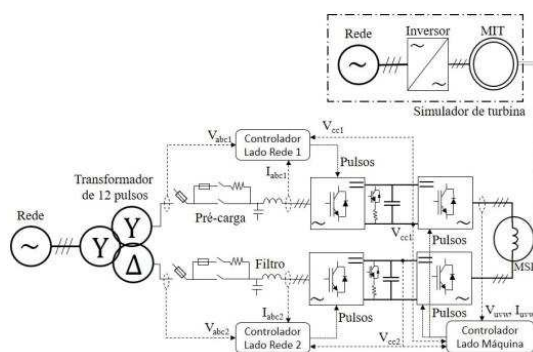 Rede
Inversor
MIT
Simulador de turbina
Vabc1
Controlador
Lado Rede 1
Vcc1
Iabc1
Pulsos
Transformador
de 12 pulsos
Rede
Y
Y
Δ
Pré-carga
Vcc1
Pulsos
Filtro
Vabc2
Iabc2
Controlador
Lado Rede 2
Pulsos
Vcc2
Pulsos
Vuvw, Iuvw
Controlador
Lado Máquina